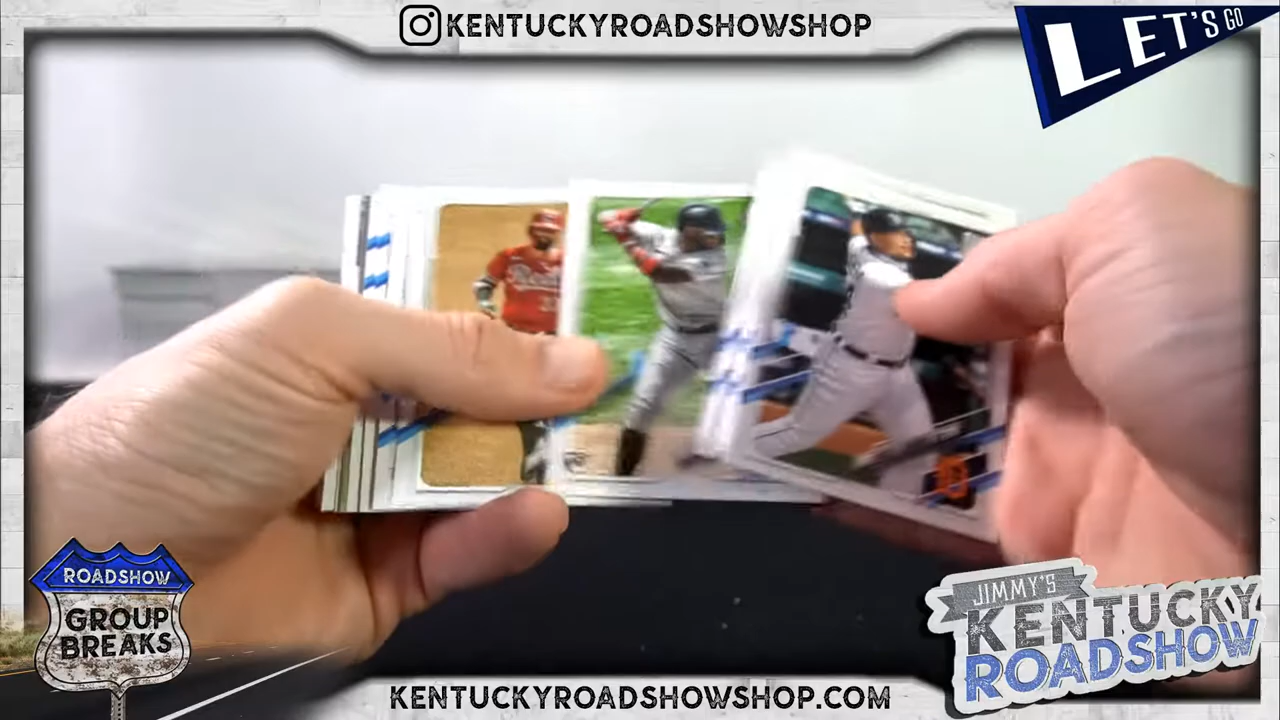 KENTUCKYROADSHOWSHOP
LET'S GO
ROADSHOW
GROUP
BREAKS
JIMMY'S
KENTUCKY
ROADSHOW
KENTUCKYROADSHOWSHOP.COM